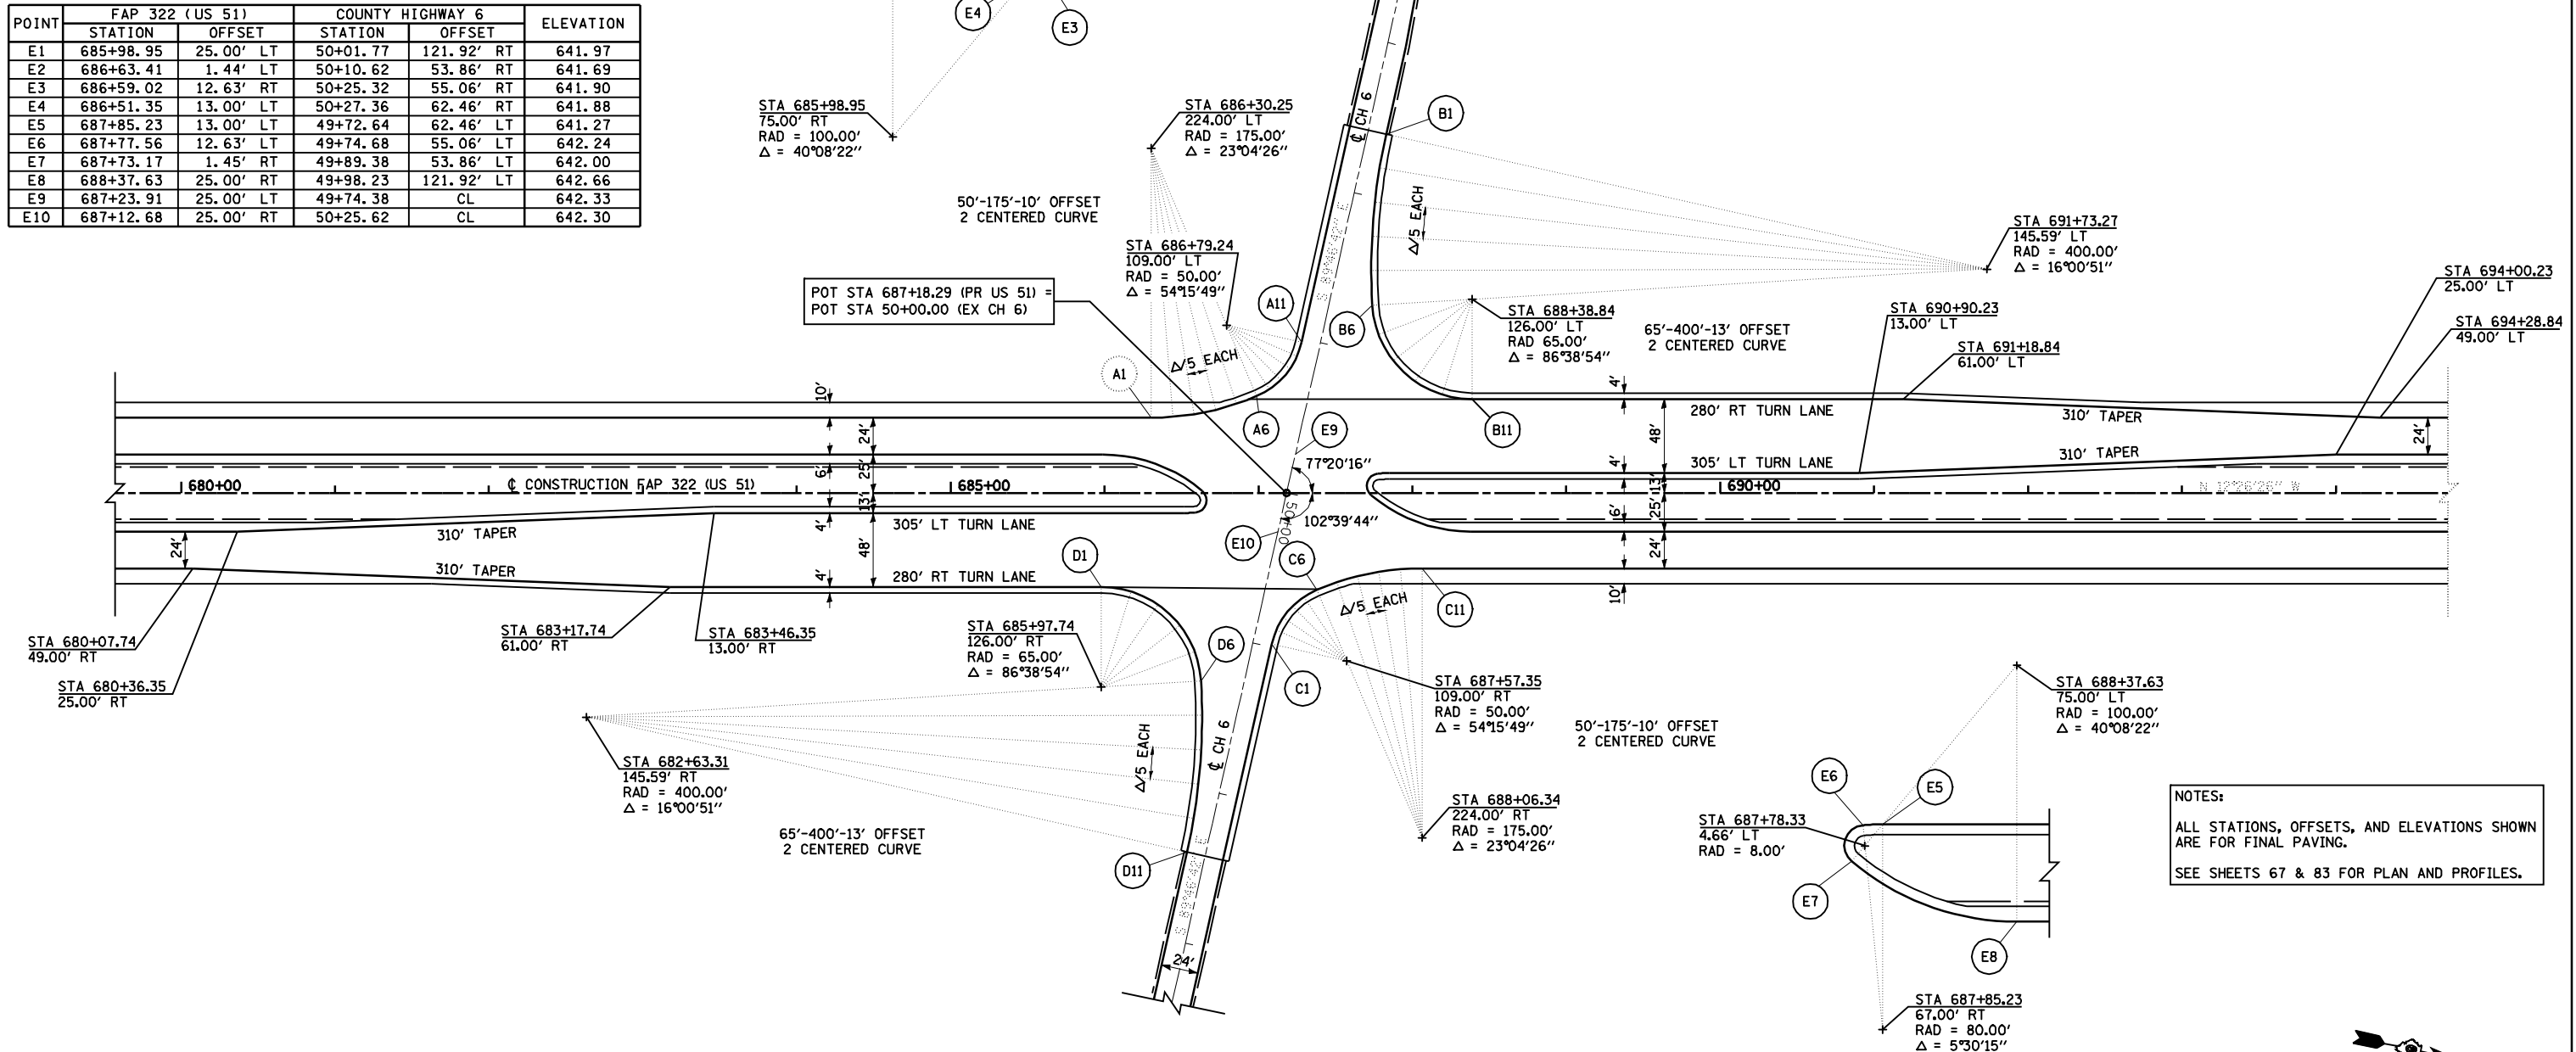 POINT FAP 322 (US 51) COUNTY HIGHWAY 6 ELEVATION
STATION OFFSET STATION OFFSET
E1 685+98.95 25.00' LT 50+01.77 121.92' RT 641.97
E2 686+63.41 1.44' LT 50+10.62 53.86' RT 641.69
E3 686+59.02 12.63' RT 50+25.32 55.06' RT 641.90
E4 686+51.35 13.00' LT 50+27.36 62.46' RT 641.88
E5 687+85.23 13.00' LT 49+72.64 62.46' LT 641.27
E6 687+77.56 12.63' LT 49+74.68 55.06' LT 642.24
E7 687+73.17 1.45' RT 49+89.38 53.86' LT 642.00
E8 688+37.63 25.00' RT 49+98.23 121.92' LT 642.66
E9 687+23.91 25.00' LT 49+74.38 CL 642.33
E10 687+12.68 25.00' RT 50+25.62 CL 642.30
E4
E3
STA 685+98.95
75.00' RT
RAD = 100.00'
Δ = 40°08'22''
STA 686+30.25
224.00' LT
RAD = 175.00'
Δ = 23°04'26''
50'-175'-10' OFFSET
2 CENTERED CURVE
STA 686+79.24
109.00' LT
RAD = 50.00'
Δ = 54°15'49''
POT STA 687+18.29 (PR US 51) =
POT STA 50+00.00 (EX CH 6)
℄ CH 6
B1
Δ/5 EACH
S 89°46'42'' E
STA 691+73.27
145.59' LT
RAD = 400.00'
Δ = 16°00'51''
STA 694+00.23
25.00' LT
STA 694+28.84
49.00' LT
STA 690+90.23
13.00' LT
STA 691+18.84
61.00' LT
STA 688+38.84
126.00' LT
RAD 65.00'
Δ = 86°38'54''
65'-400'-13' OFFSET
2 CENTERED CURVE
A11
B6
Δ/5 EACH
A1
A6
E9
B11
10'
24'
6'
25'
13'
4'
48'
4'
4'
48'
4'
13'
25'
6'
24'
10'
24'
280' RT TURN LANE
310' TAPER
305' LT TURN LANE
310' TAPER
77°20'16''
102°39'44''
680+00
℄ CONSTRUCTION FAP 322 (US 51)
685+00
690+00
N 12°26'26'' W
50+00
305' LT TURN LANE
310' TAPER
24'
310' TAPER
280' RT TURN LANE
E10
C6
D1
C11
Δ/5 EACH
D6
C1
STA 680+07.74
49.00' RT
STA 680+36.35
25.00' RT
STA 683+17.74
61.00' RT
STA 683+46.35
13.00' RT
STA 685+97.74
126.00' RT
RAD = 65.00'
Δ = 86°38'54''
STA 687+57.35
109.00' RT
RAD = 50.00'
Δ = 54°15'49''
50'-175'-10' OFFSET
2 CENTERED CURVE
STA 682+63.31
145.59' RT
RAD = 400.00'
Δ = 16°00'51''
65'-400'-13' OFFSET
2 CENTERED CURVE
Δ/5 EACH
℄ CH 6
S 89°46'42'' E
D11
24'
STA 688+06.34
224.00' RT
RAD = 175.00'
Δ = 23°04'26''
STA 688+37.63
75.00' LT
RAD = 100.00'
Δ = 40°08'22''
E6
E5
STA 687+78.33
4.66' LT
RAD = 8.00'
E7
E8
STA 687+85.23
67.00' RT
RAD = 80.00'
Δ = 5°30'15''
NOTES:
ALL STATIONS, OFFSETS, AND ELEVATIONS SHOWN
ARE FOR FINAL PAVING.
SEE SHEETS 67 & 83 FOR PLAN AND PROFILES.